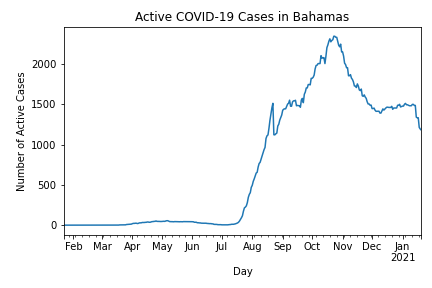 Active COVID-19 Cases in Bahamas
Number of Active Cases
2000
1500
1000
500
0
Feb Mar Apr May Jun Jul Aug Sep Oct Nov Dec Jan
2021
Day